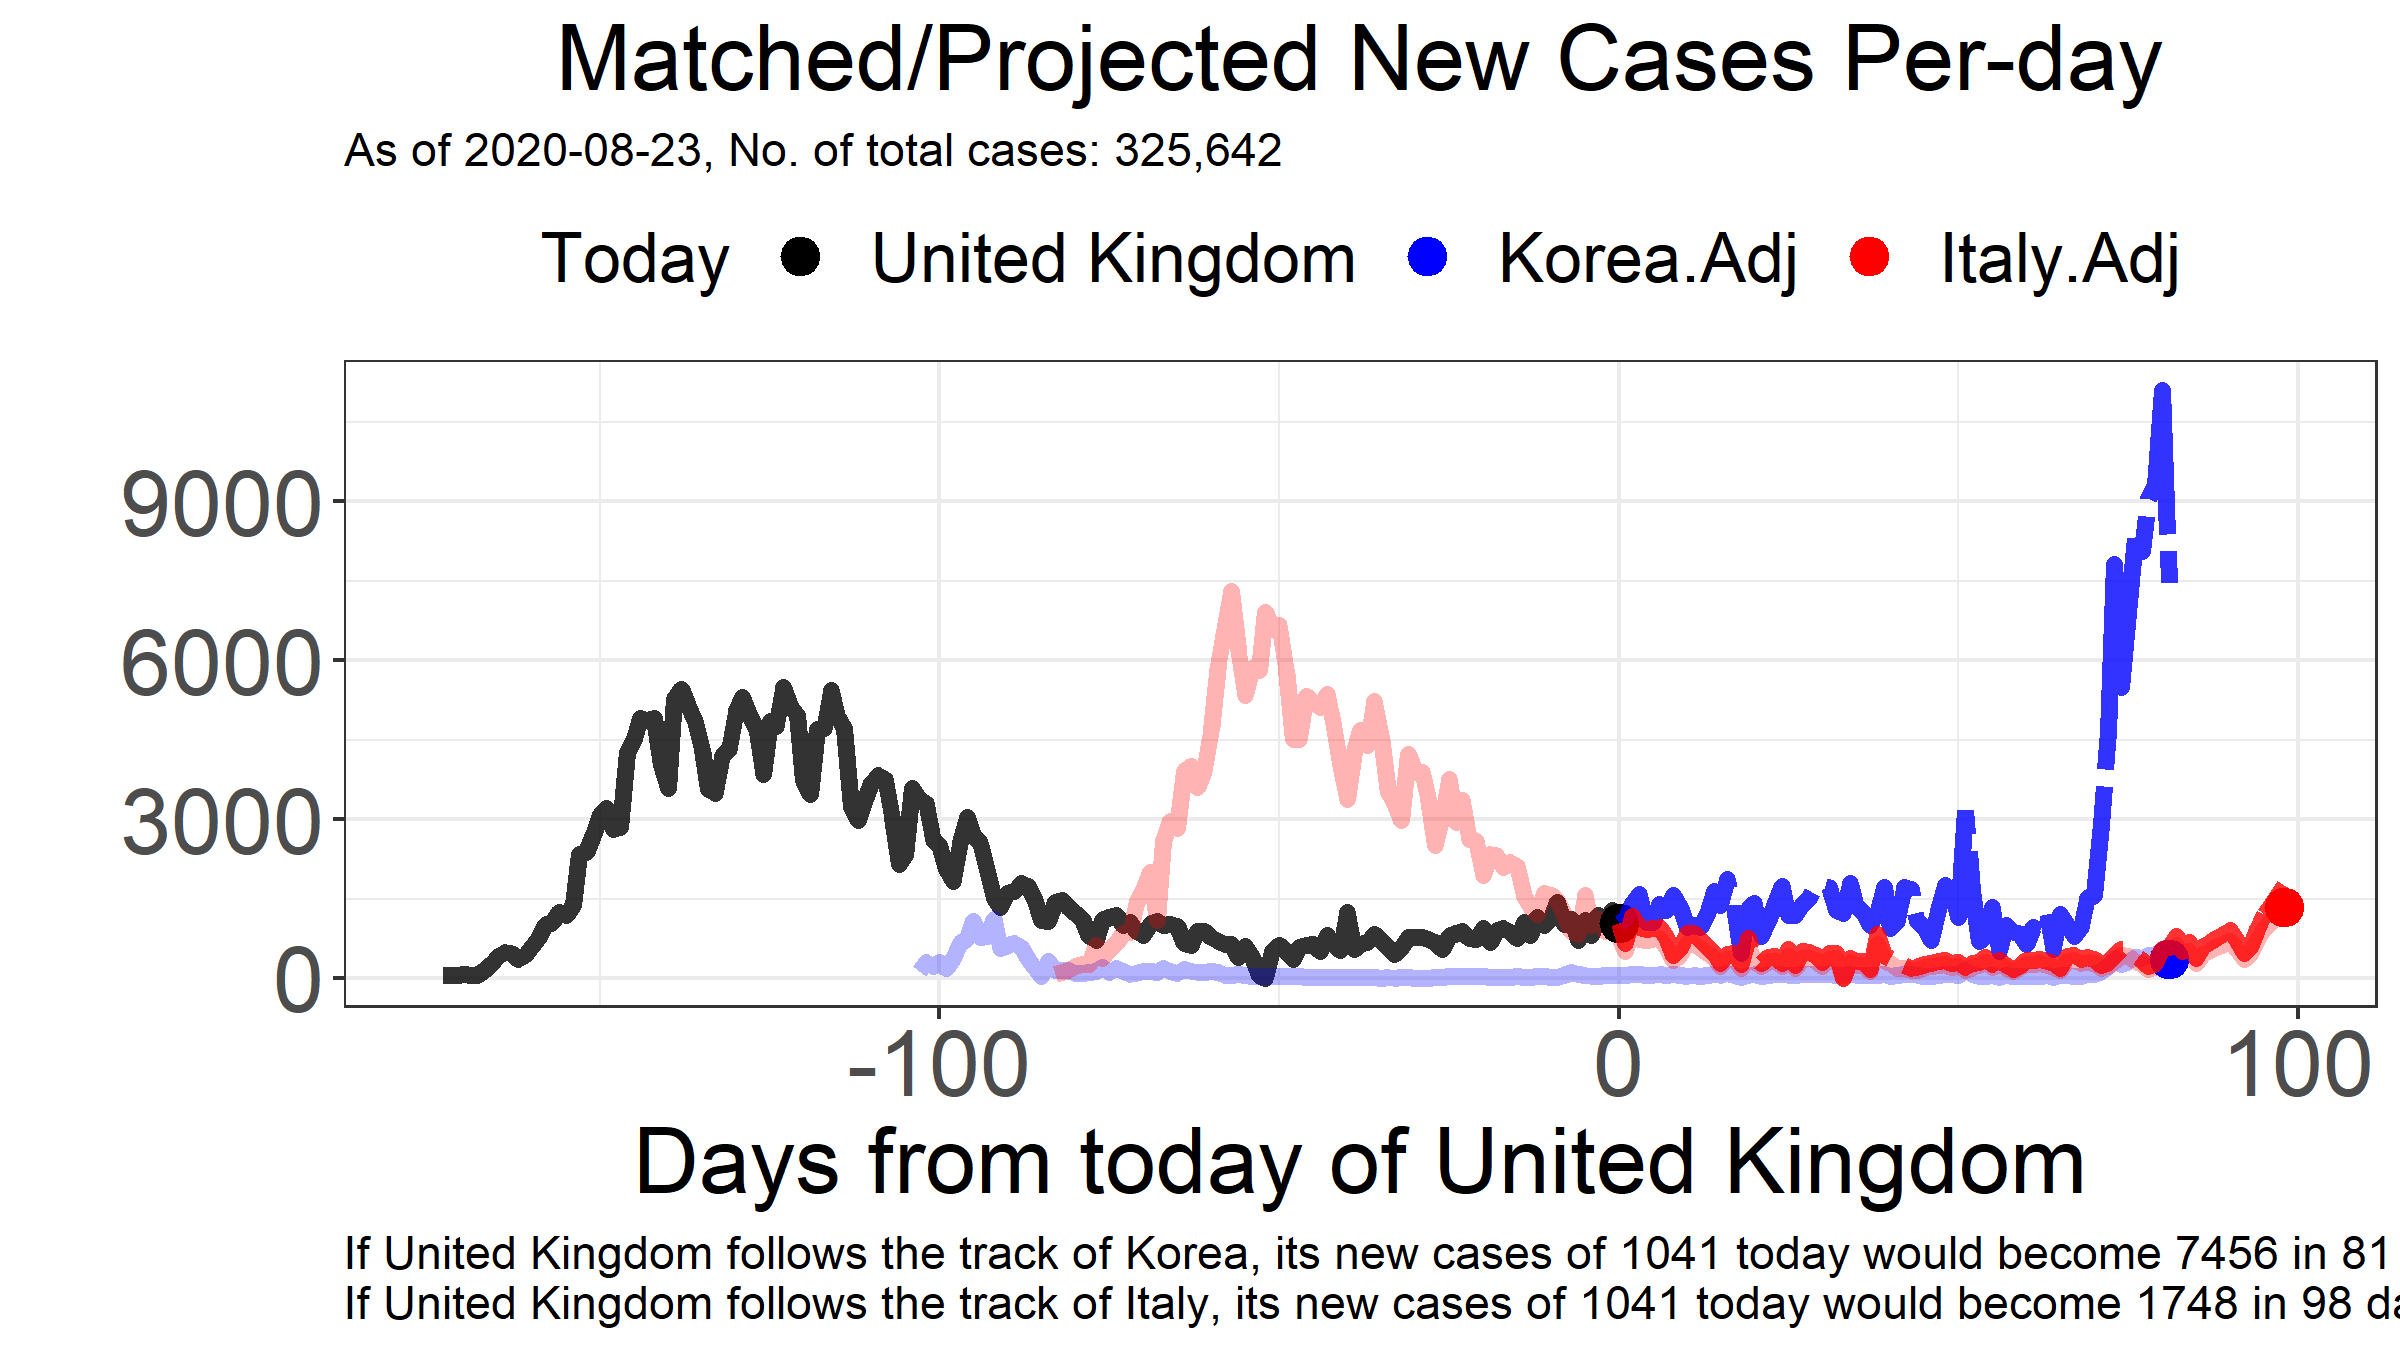 Matched/Projected New Cases Per-day
As of 2020-08-23, No. of total cases: 325,642
Today United Kingdom Korea.Adj Italy.Adj
9000
6000
3000
0
-100 0 100
Days from today of United Kingdom
If United Kingdom follows the track of Korea, its new cases of 1041 today would become 7456 in 81
If United Kingdom follows the track of Italy, its new cases of 1041 today would become 1748 in 98 da